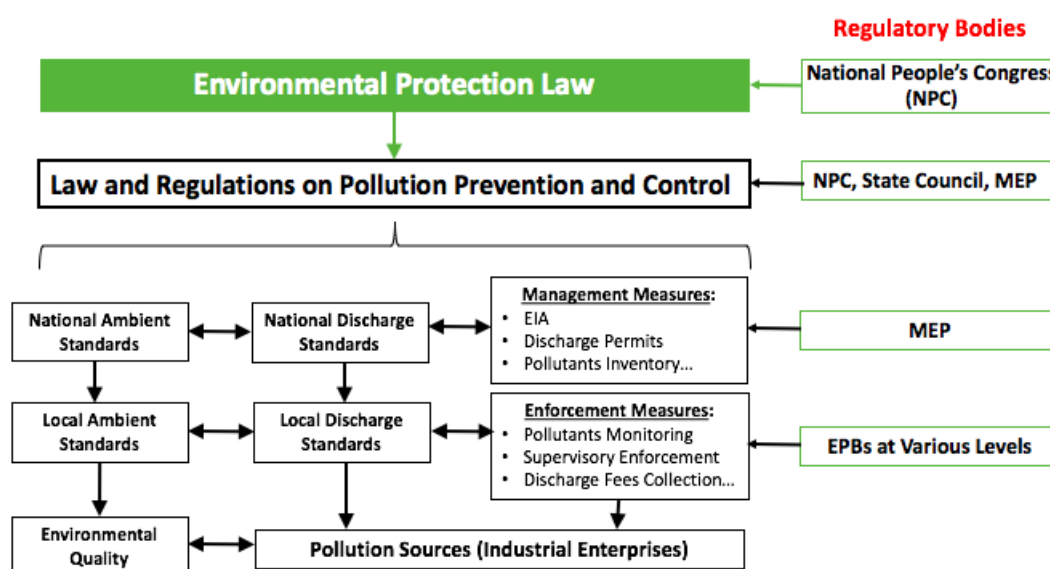 Regulatory Bodies
Environmental Protection Law
National People's Congress
(NPC)
Law and Regulations on Pollution Prevention and Control
NPC, State Council, MEP
National Ambient
Standards
National Discharge
Standards
Management Measures:
• EIA
• Discharge Permits
• Pollutants Inventory...
MEP
Local Ambient
Standards
Local Discharge
Standards
Enforcement Measures:
• Pollutants Monitoring
• Supervisory Enforcement
• Discharge Fees Collection...
EPBs at Various Levels
Environmental
Quality
Pollution Sources (Industrial Enterprises)